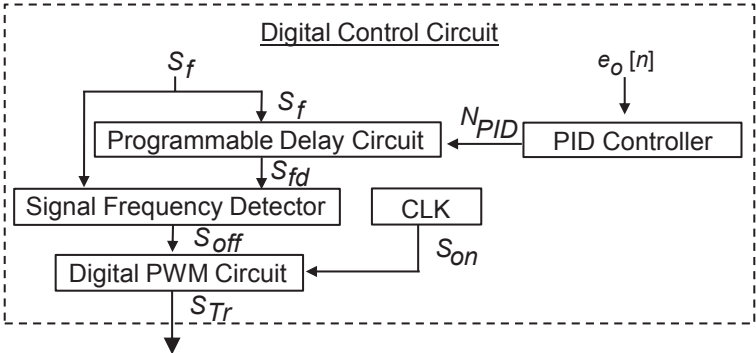 Digital Control Circuit
S_f
e_o [n]
S_f
N_PID
Programmable Delay Circuit
PID Controller
S_fd
Signal Frequency Detector
CLK
S_off
S_on
Digital PWM Circuit
S_Tr